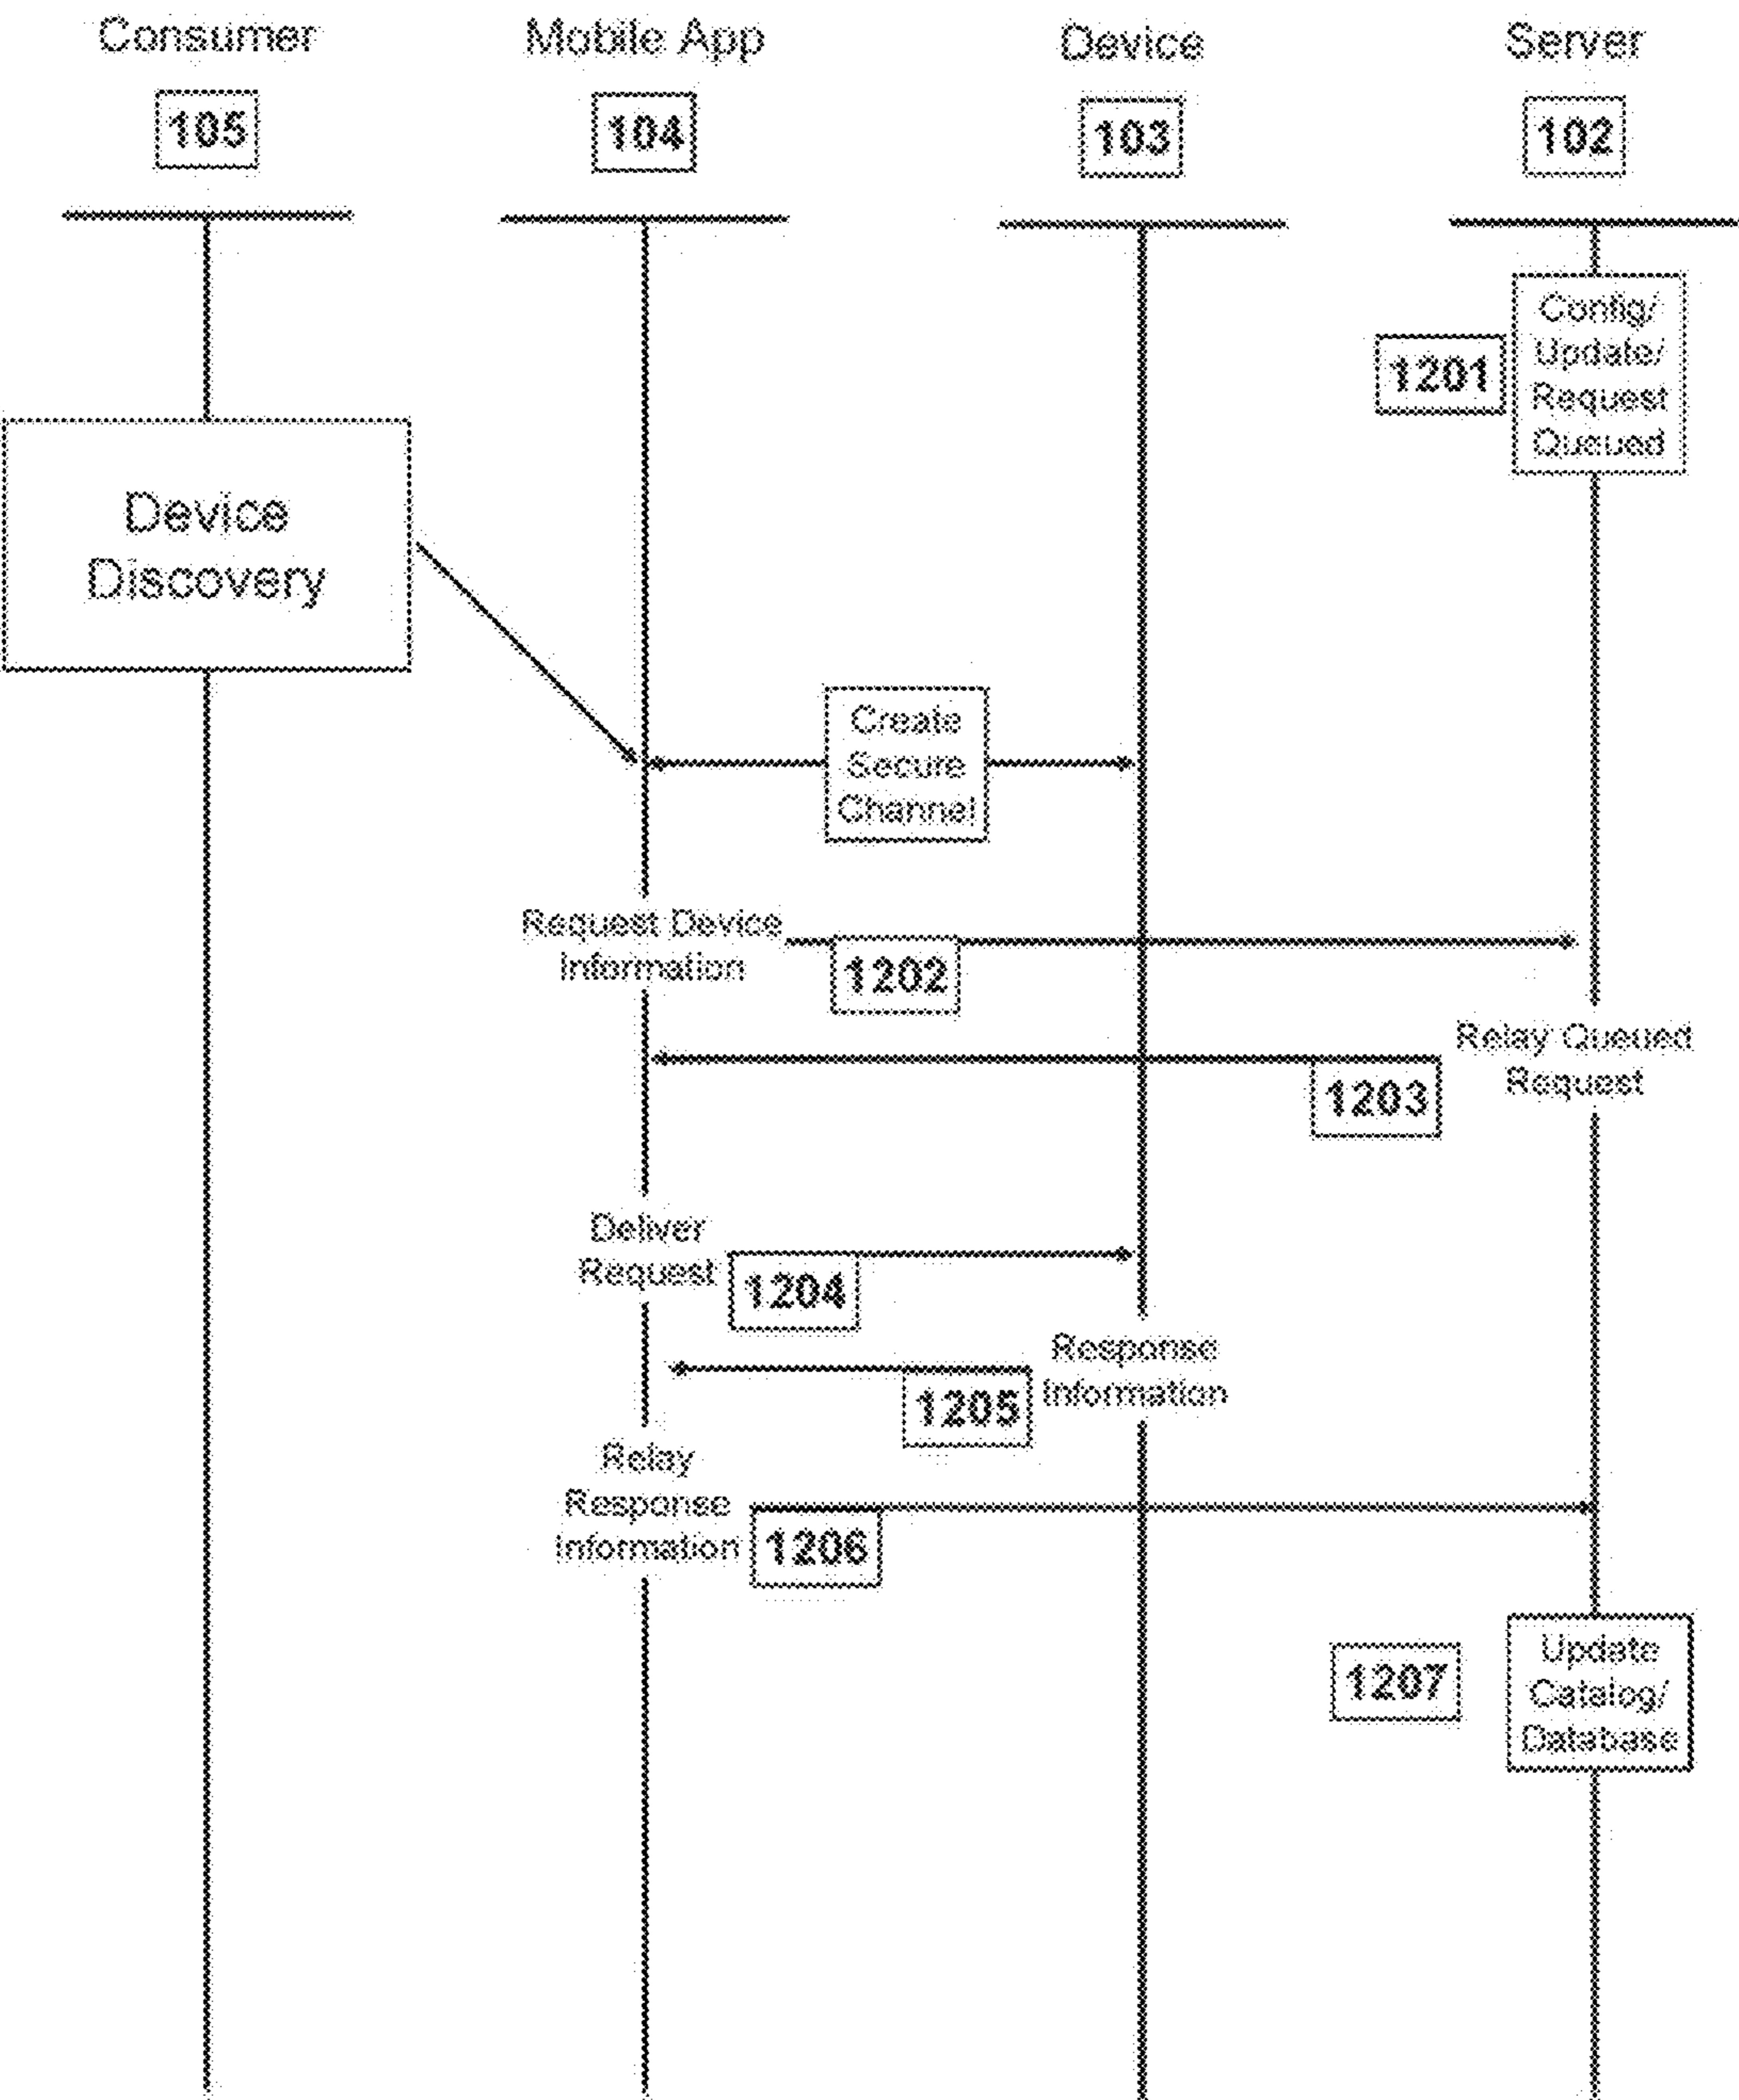 Consumer
Mobile App
Device
Server
105
104
103
102
Config/
Update/
Request
Queued
1201
Device
Discovery
Create
Secure
Channel
Request Device
Information
1202
Relay Queued
Request
1203
Deliver
Request
1204
Response
Information
1205
Relay
Response
Information
1206
Update
Catalog/
Database
1207